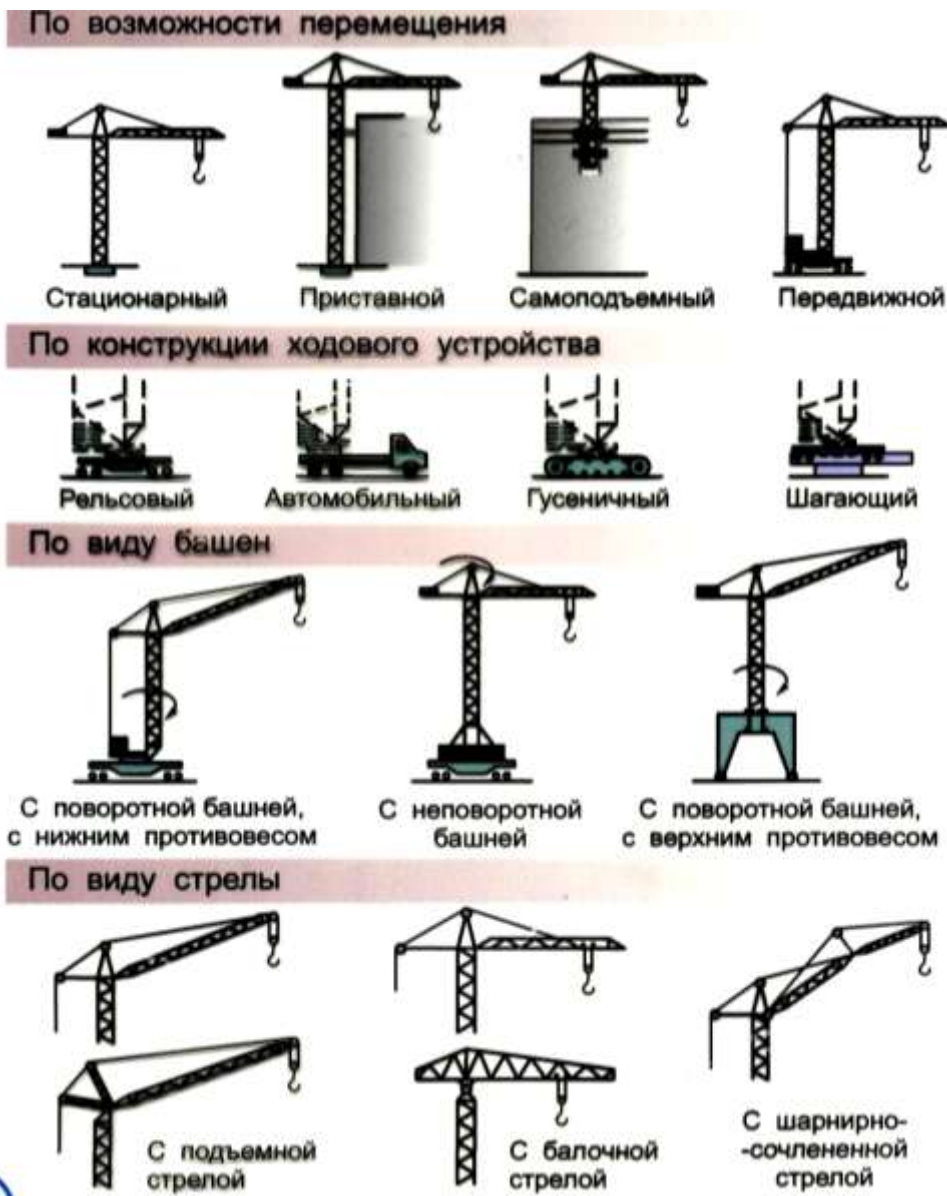 По возможности перемещения
Стационарный
Приставной
Самоподъемный
Передвижной
По конструкции ходового устройства
Рельсовый
Автомобильный
Гусеничный
Шагающий
По виду башен
С поворотной башней,
с нижним противовесом
С неповоротной
башней
С поворотной башней,
с верхним противовесом
По виду стрелы
С подъемной
стрелой
С балочной
стрелой
С шарнирно-
-сочлененной
стрелой